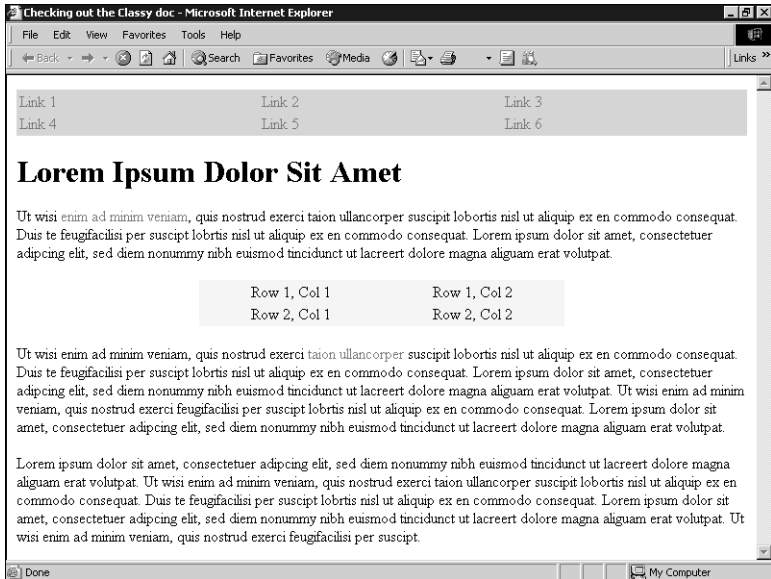 Checking out the Classy doc - Microsoft Internet Explorer
File Edit View Favorites Tools Help
Back Search Favorites Media Links »
Link 1 Link 2 Link 3
Link 4 Link 5 Link 6
Lorem Ipsum Dolor Sit Amet
Ut wisi enim ad minim veniam, quis nostrud exerci taion ullancorper suscipit lobortis nisl ut aliquip ex en commodo consequat.
Duis te feugifacilisi per suscipt lobrtis nisl ut aliquip ex en commodo consequat. Lorem ipsum dolor sit amet, consectetuer
adipcing elit, sed diem nonummy nibh euismod tincidunct ut lacreert dolore magna aliguam erat volutpat.
Row 1, Col 1 Row 1, Col 2
Row 2, Col 1 Row 2, Col 2
Ut wisi enim ad minim veniam, quis nostrud exerci taion ullancorper suscipit lobortis nisl ut aliquip ex en commodo consequat.
Duis te feugifacilisi per suscipt lobrtis nisl ut aliquip ex en commodo consequat. Lorem ipsum dolor sit amet, consectetuer
adipcing elit, sed diem nonummy nibh euismod tincidunct ut lacreert dolore magna aliguam erat volutpat. Ut wisi enim ad minim
veniam, quis nostrud exerci feugifacilisi per suscipt lobrtis nisl ut aliquip ex en commodo consequat. Lorem ipsum dolor sit
amet, consectetuer adipcing elit, sed diem nonummy nibh euismod tincidunct ut lacreert dolore magna aliguam erat volutpat.
Lorem ipsum dolor sit amet, consectetuer adipcing elit, sed diem nonummy nibh euismod tincidunct ut lacreert dolore magna
aliguam erat volutpat. Ut wisi enim ad minim veniam, quis nostrud exerci taion ullancorper suscipit lobortis nisl ut aliquip ex en
commodo consequat. Duis te feugifacilisi per suscipt lobrtis nisl ut aliquip ex en commodo consequat. Lorem ipsum dolor sit
amet, consectetuer adipcing elit, sed diem nonummy nibh euismod tincidunct ut lacreert dolore magna aliguam erat volutpat. Ut
wisi enim ad minim veniam, quis nostrud exerci feugifacilisi per suscipt.
Done My Computer